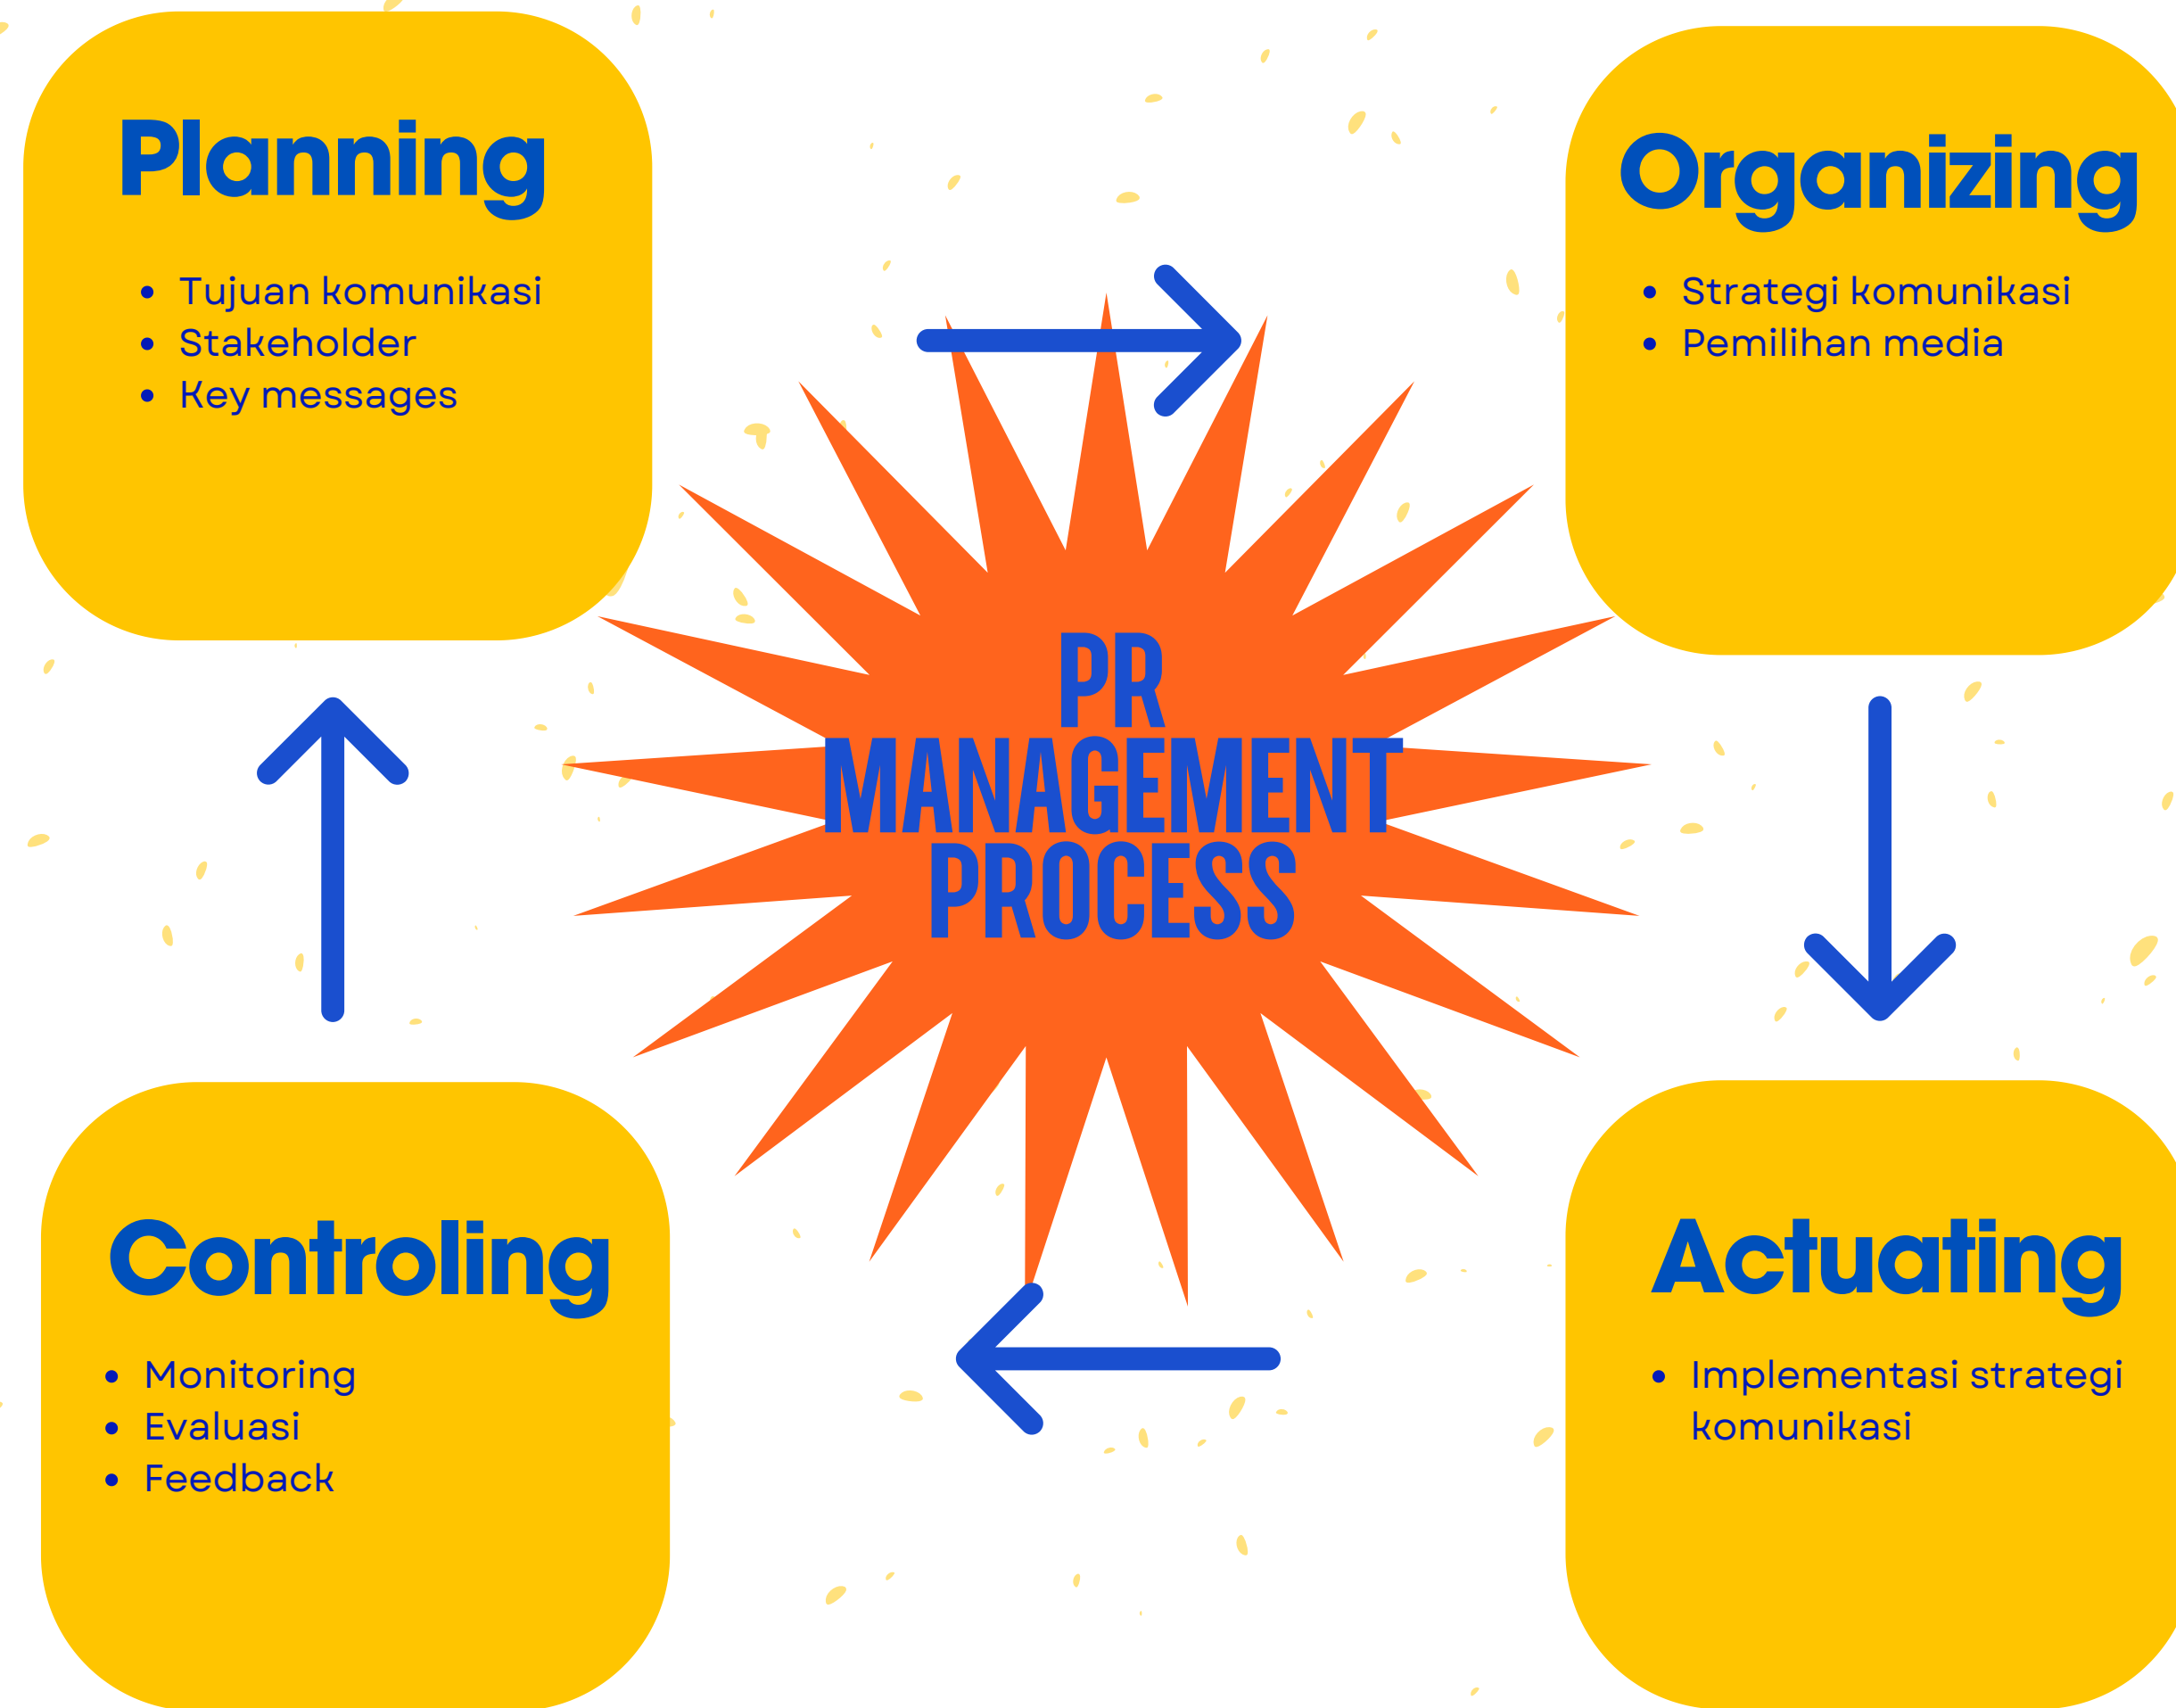 Planning
• Tujuan komunikasi
• Stakeholder
• Key messages
Organizing
• Strategi komunikasi
• Pemilihan media
PR
MANAGEMENT
PROCESS
Controling
• Monitoring
• Evaluasi
• Feedback
Actuating
• Implementasi strategi
komunikasi